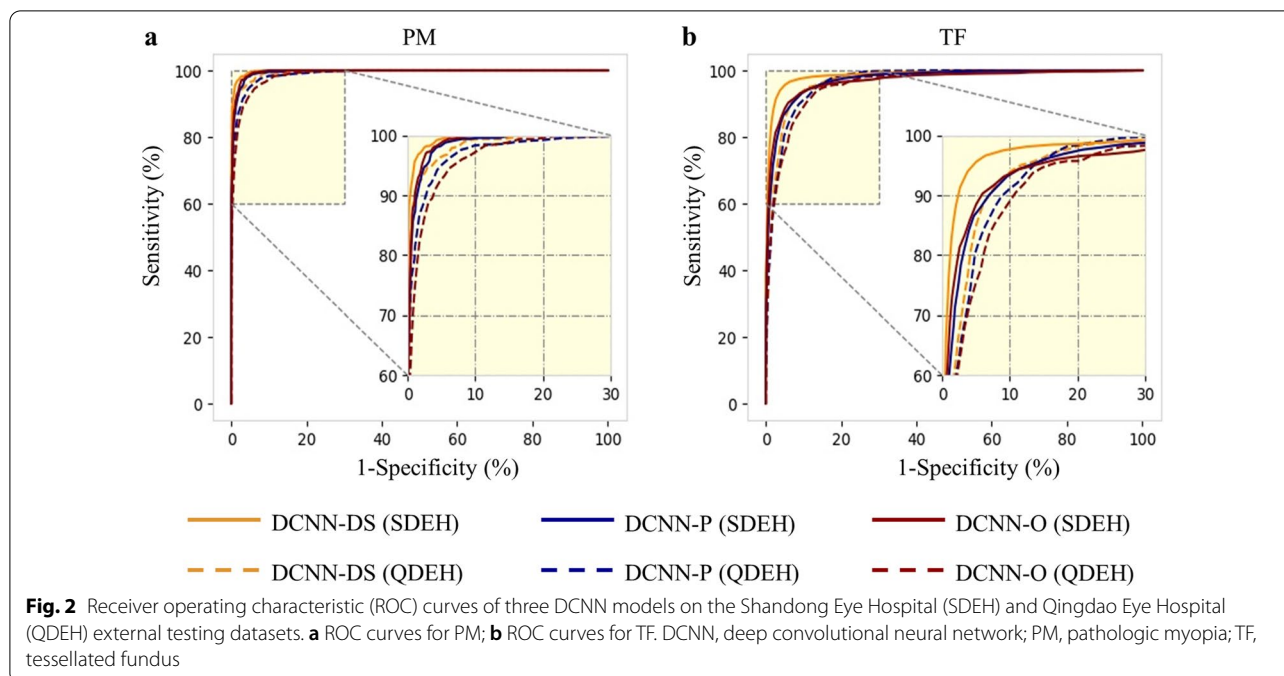 a PM
b TF
Sensitivity (%)
100
80
60
40
20
0
100
90
80
70
60
0 10 20 30
0 20 40 60 80 100
1-Specificity (%)
Sensitivity (%)
100
80
60
40
20
0
100
90
80
70
60
0 10 20 30
0 20 40 60 80 100
1-Specificity (%)
DCNN-DS (SDEH) DCNN-P (SDEH) DCNN-O (SDEH)
DCNN-DS (QDEH) DCNN-P (QDEH) DCNN-O (QDEH)
Fig. 2 Receiver operating characteristic (ROC) curves of three DCNN models on the Shandong Eye Hospital (SDEH) and Qingdao Eye Hospital
(QDEH) external testing datasets. a ROC curves for PM; b ROC curves for TF. DCNN, deep convolutional neural network; PM, pathologic myopia; TF,
tessellated fundus